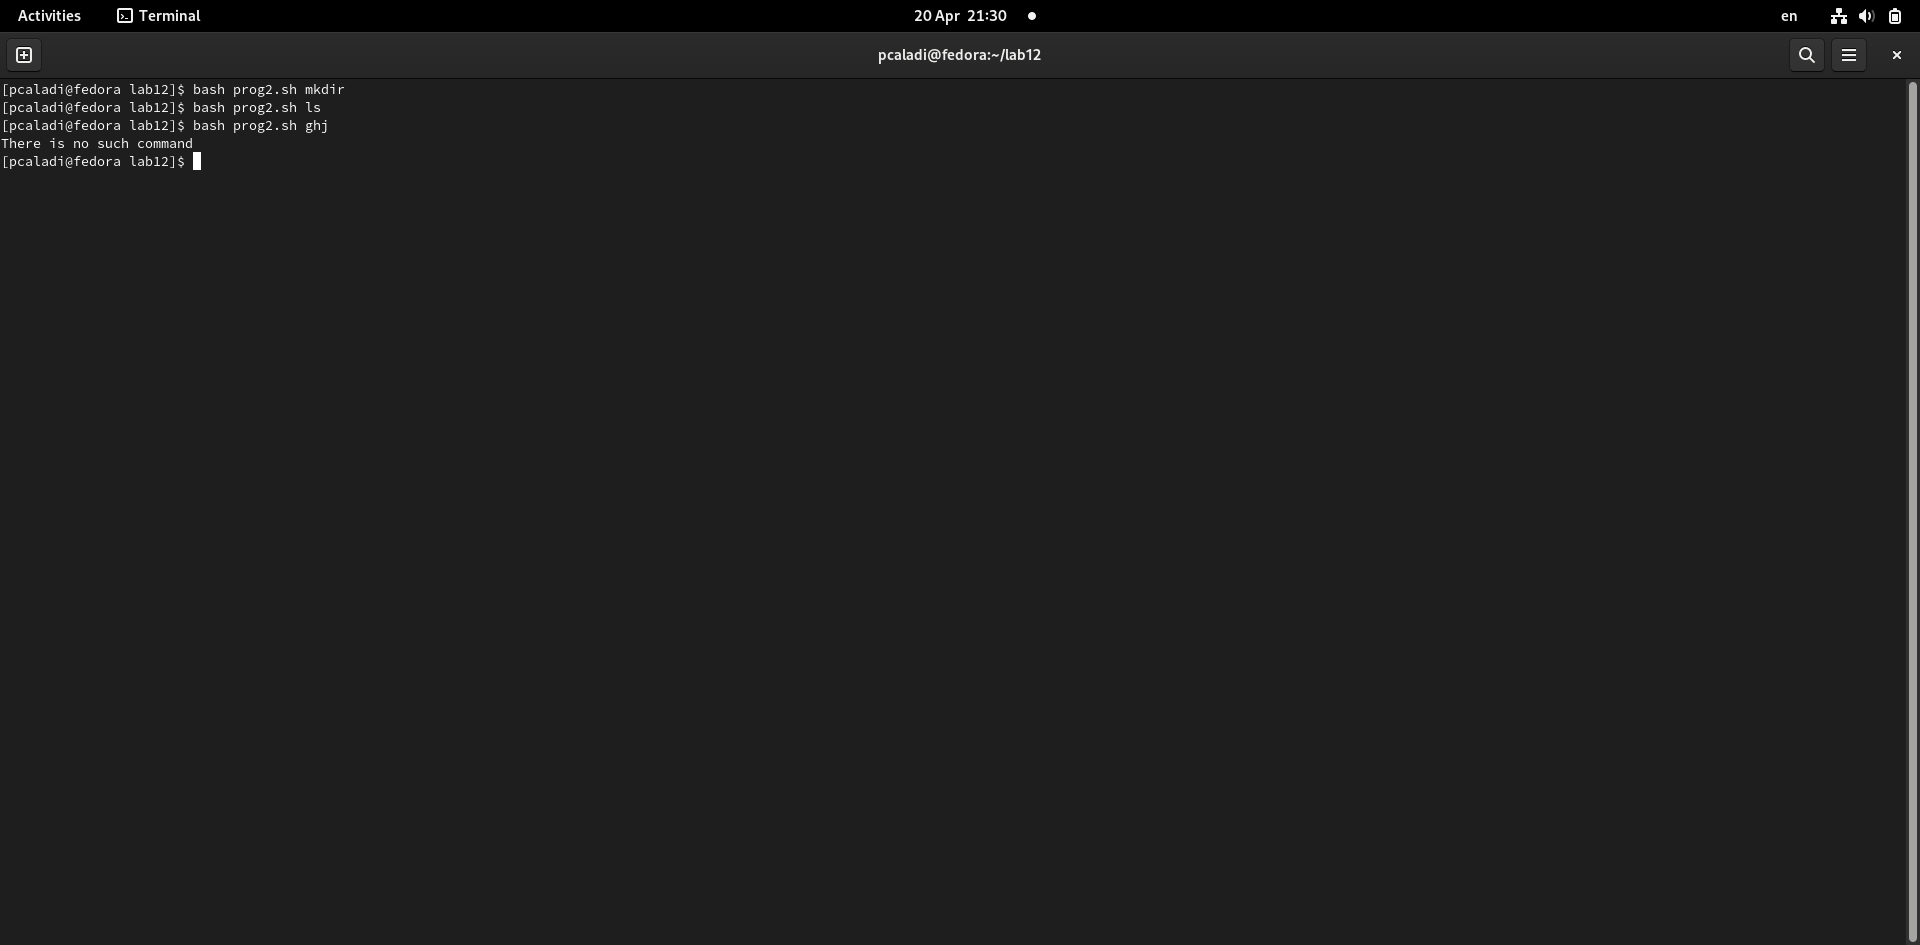 Activities Terminal 20 Apr 21:30 en
pcaladi@fedora:~/lab12
[pcaladi@fedora lab12]$ bash prog2.sh mkdir
[pcaladi@fedora lab12]$ bash prog2.sh ls
[pcaladi@fedora lab12]$ bash prog2.sh ghj
There is no such command
[pcaladi@fedora lab12]$